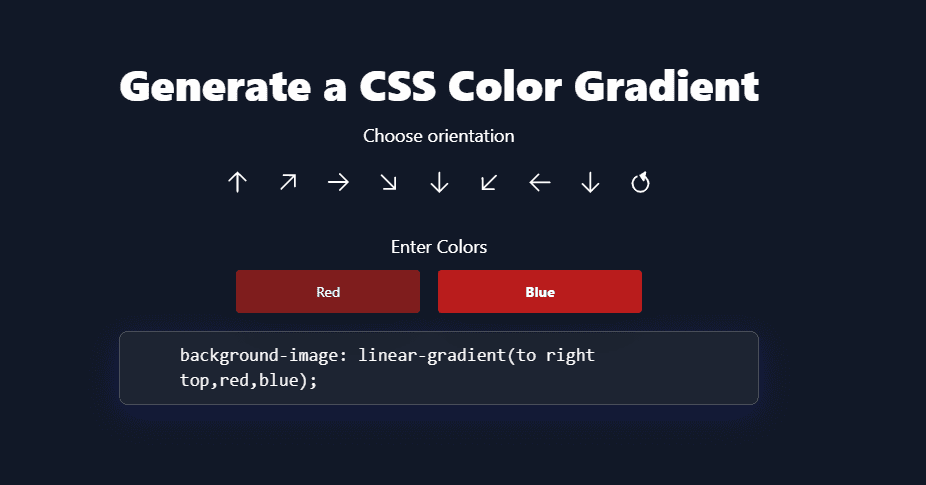 Generate a CSS Color Gradient
Choose orientation
Enter Colors
Red
Blue
background-image: linear-gradient(to right
top,red,blue);